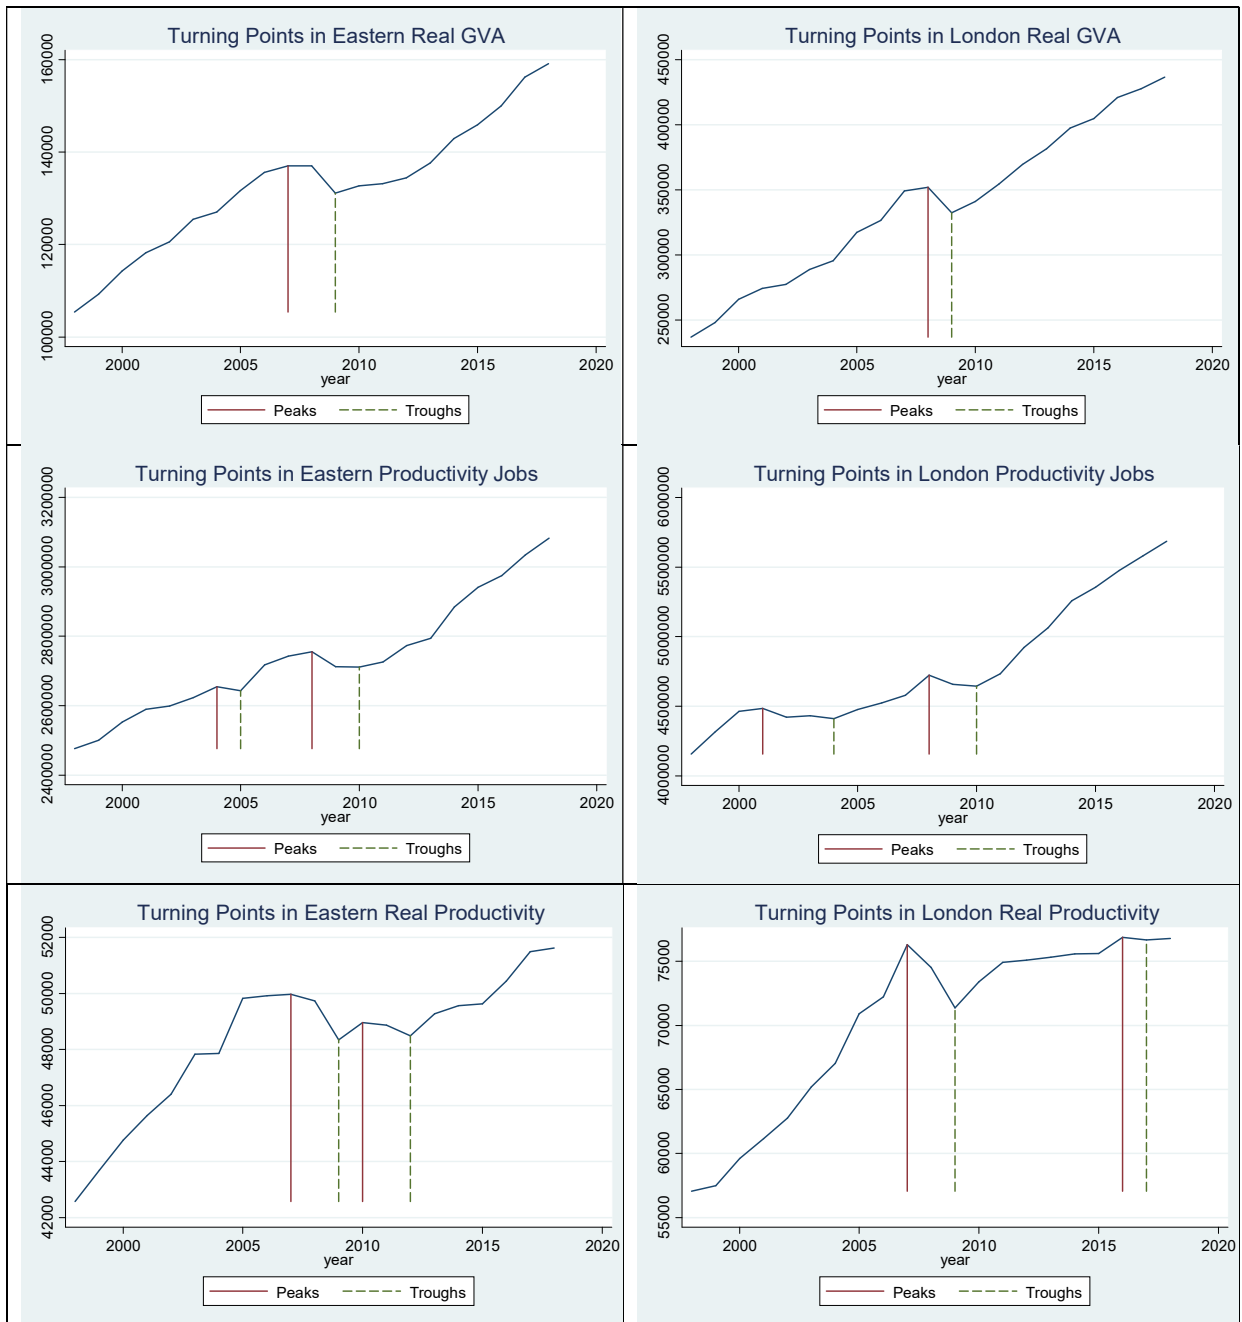 Turning Points in Eastern Real GVA
160000
140000
120000
100000
2000 2005 2010 2015 2020
year
Peaks Troughs
Turning Points in London Real GVA
450000
400000
350000
300000
250000
2000 2005 2010 2015 2020
year
Peaks Troughs
Turning Points in Eastern Productivity Jobs
3200000
3000000
2800000
2600000
2400000
2000 2005 2010 2015 2020
year
Peaks Troughs
Turning Points in London Productivity Jobs
6000000
5500000
5000000
4500000
4000000
2000 2005 2010 2015 2020
year
Peaks Troughs
Turning Points in Eastern Real Productivity
52000
50000
48000
46000
44000
42000
2000 2005 2010 2015 2020
year
Peaks Troughs
Turning Points in London Real Productivity
75000
70000
65000
60000
55000
2000 2005 2010 2015 2020
year
Peaks Troughs